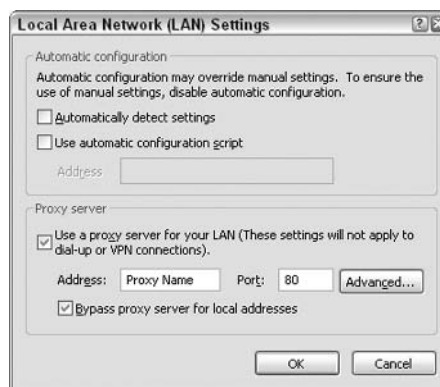 Local Area Network (LAN) Settings
Automatic configuration
Automatic configuration may override manual settings. To ensure the
use of manual settings, disable automatic configuration.
Automatically detect settings
Use automatic configuration script
Address
Proxy server
Use a proxy server for your LAN (These settings will not apply to
dial-up or VPN connections).
Address: Proxy Name Port: 80 Advanced...
Bypass proxy server for local addresses
OK Cancel